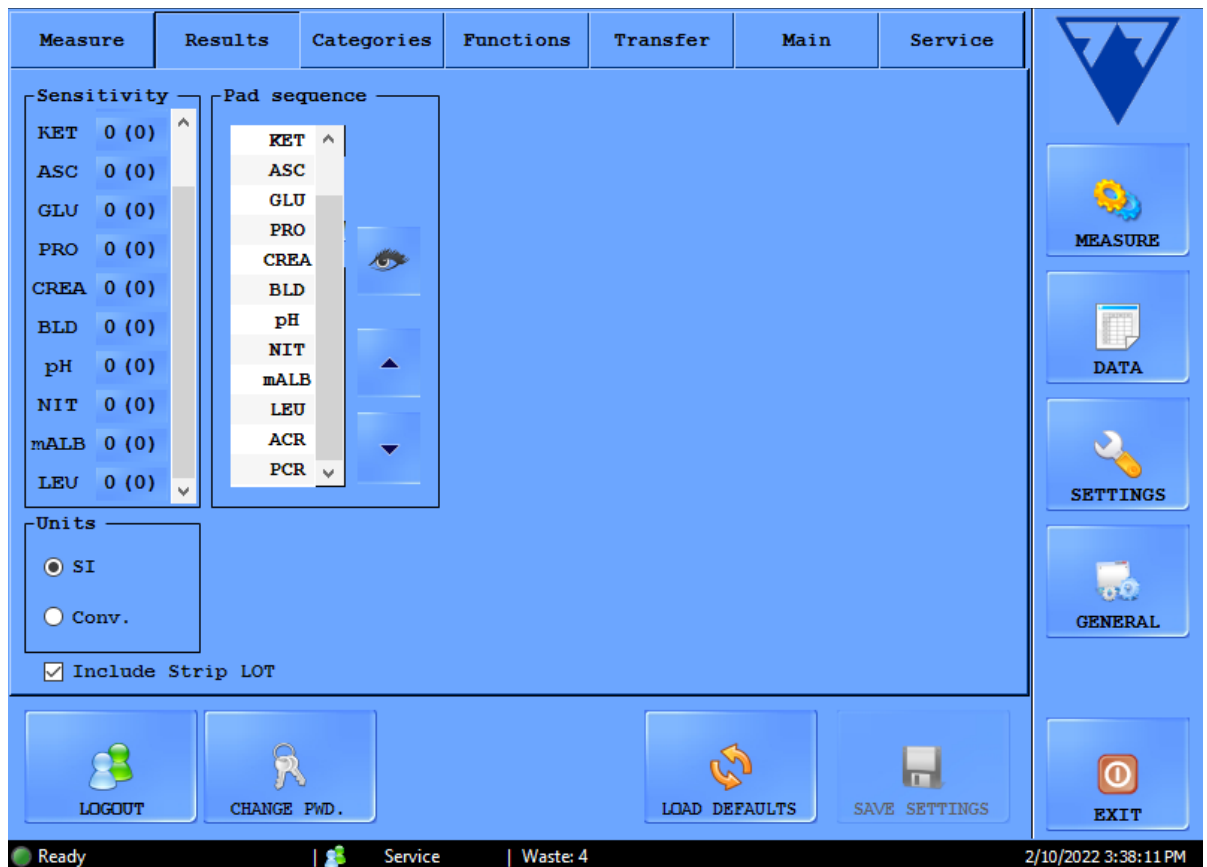 Measure Results Categories Functions Transfer Main Service
Sensitivity
KET 0 (0)
ASC 0 (0)
GLU 0 (0)
PRO 0 (0)
CREA 0 (0)
BLD 0 (0)
pH 0 (0)
NIT 0 (0)
mALB 0 (0)
LEU 0 (0)
Pad sequence
KET
ASC
GLU
PRO
CREA
BLD
pH
NIT
mALB
LEU
ACR
PCR
Units
SI
Conv.
Include Strip LOT
MEASURE
DATA
SETTINGS
GENERAL
LOGOUT CHANGE PWD. LOAD DEFAULTS SAVE SETTINGS EXIT
Ready | Service | Waste: 4 2/10/2022 3:38:11 PM